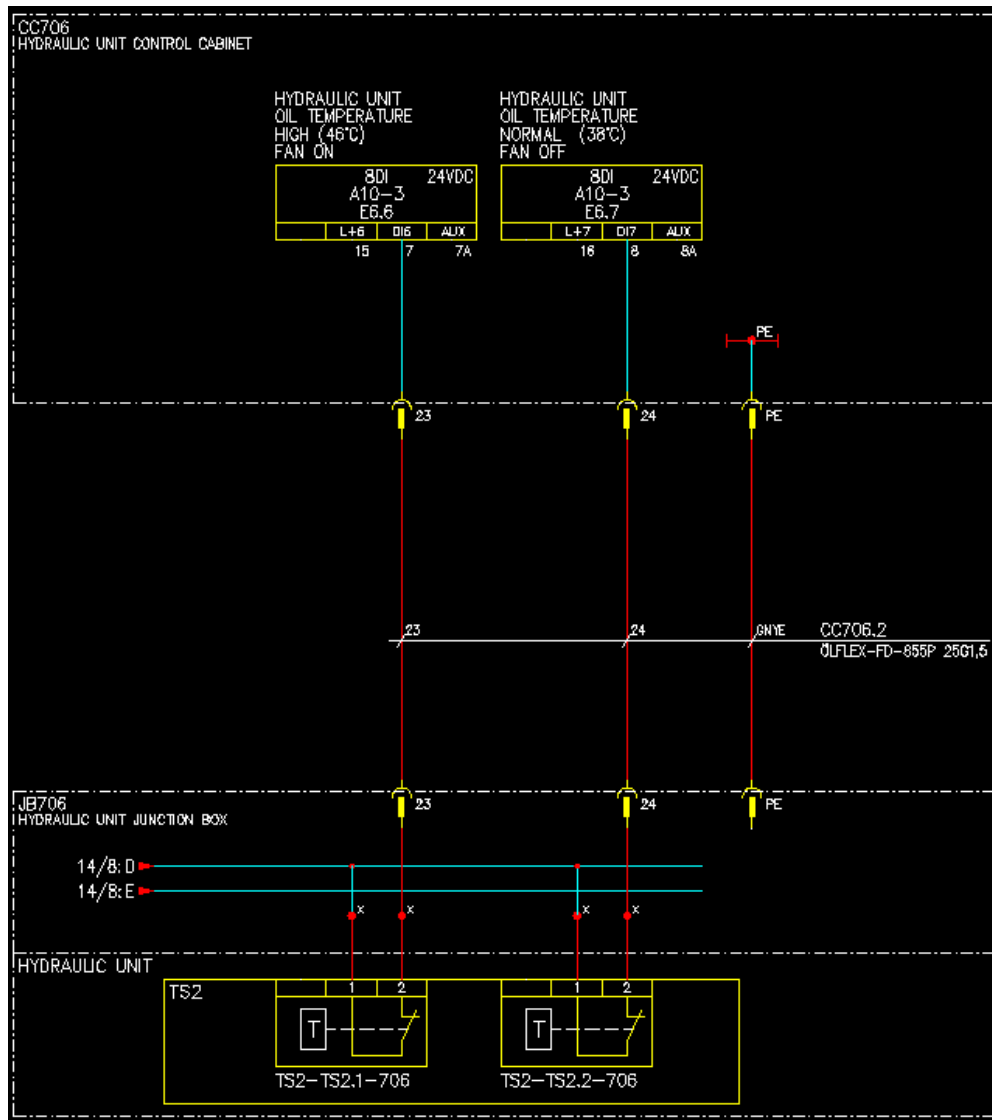 CC706
HYDRAULIC UNIT CONTROL CABINET
HYDRAULIC UNIT
OIL TEMPERATURE
HIGH (46°C)
FAN ON
HYDRAULIC UNIT
OIL TEMPERATURE
NORMAL (38°C)
FAN OFF
8DI 24VDC
A10-3
E6.6
L+6 DI6 AUX
15 7 7A
8DI 24VDC
A10-3
E6.7
L+7 DI7 AUX
16 8 8A
PE
23 24 PE
23 24 GNYE CC706.2
ÖLFLEX-FD-855P 25G1,5
JB706
HYDRAULIC UNIT JUNCTION BOX
23 24 PE
14/8:D
14/8:E
x x x x
HYDRAULIC UNIT
TS2
1 2 1 2
T T
TS2-TS2.1-706 TS2-TS2.2-706